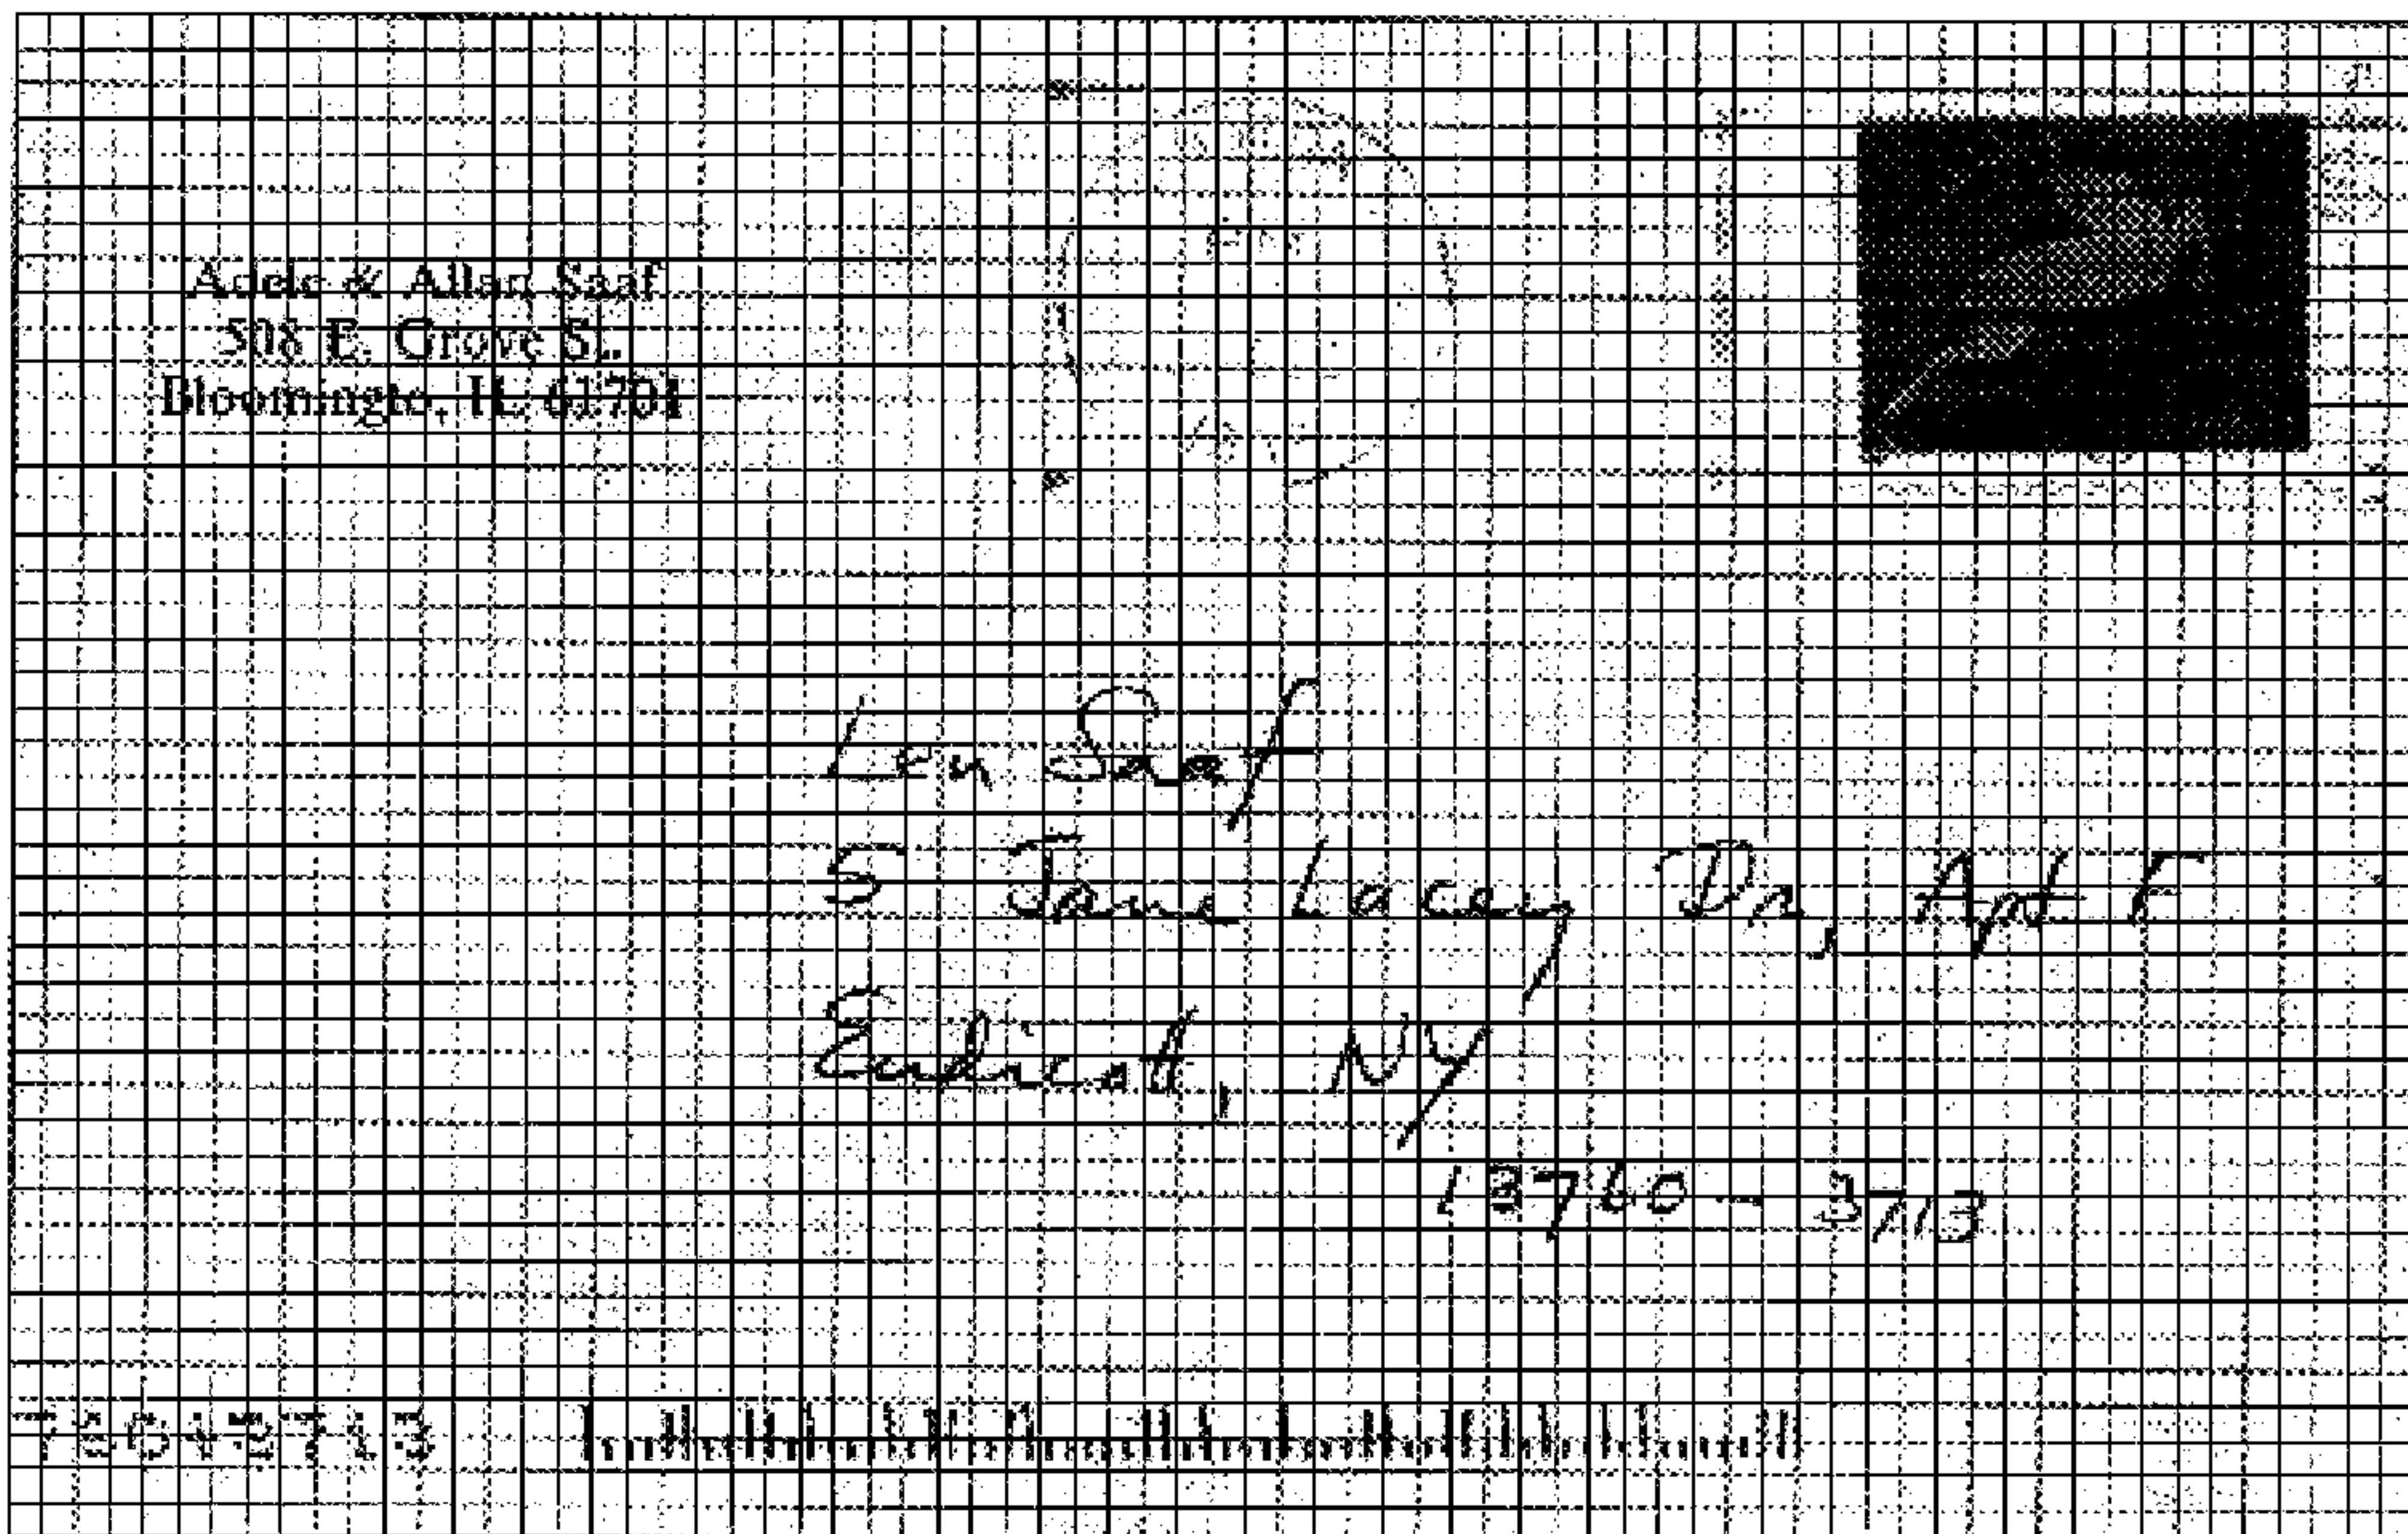 Adele & Allan Saaf
508 E. Grove St.
Bloomingto, IL 61701
Len Saaf
5 Jane Lacey Dr, Apt F
Endicott, NY
13760-3713